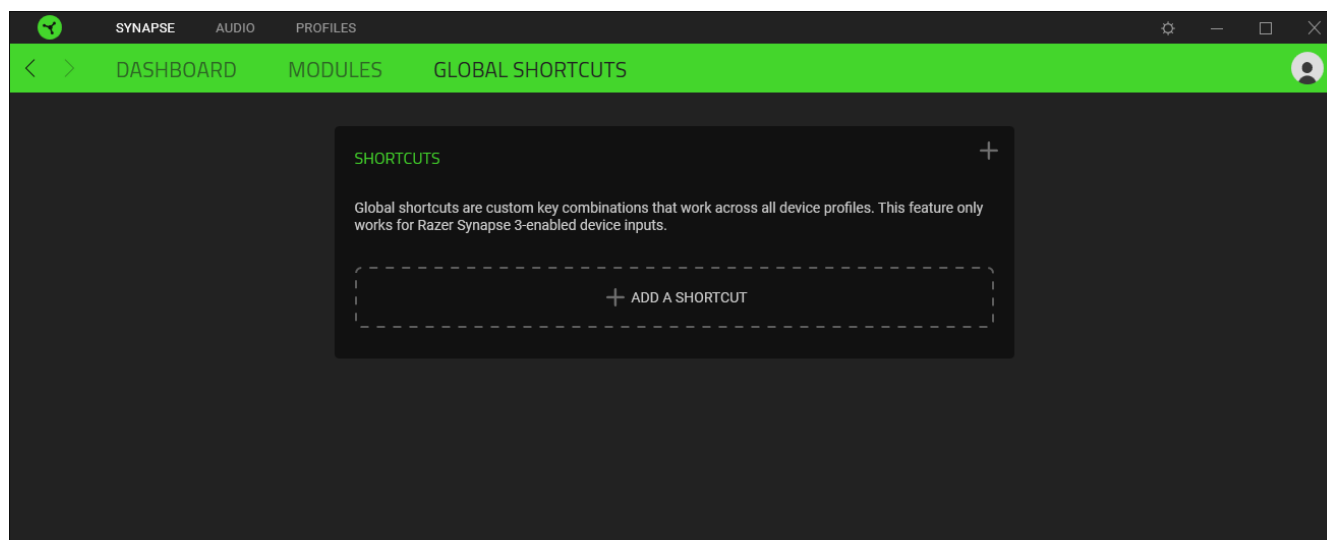 SYNAPSE AUDIO PROFILES
DASHBOARD MODULES GLOBAL SHORTCUTS
SHORTCUTS
Global shortcuts are custom key combinations that work across all device profiles. This feature only
works for Razer Synapse 3-enabled device inputs.
ADD A SHORTCUT